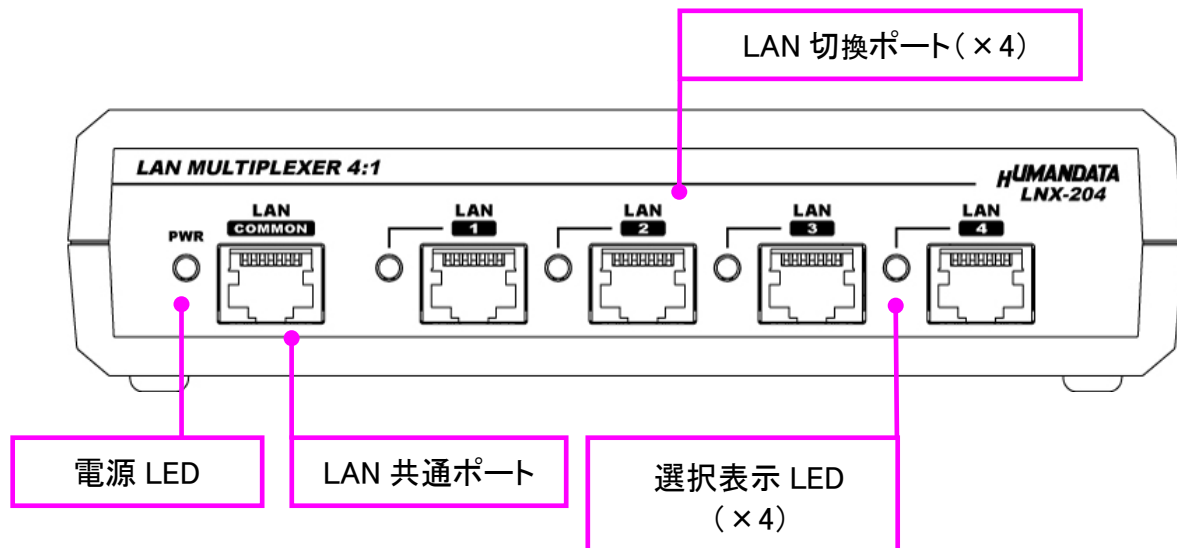 LAN 切換ポート(×4)
LAN MULTIPLEXER 4:1
HUMANDATA
LNX-204
PWR
LAN
COMMON
LAN
1
LAN
2
LAN
3
LAN
4
電源 LED
LAN 共通ポート
選択表示 LED
(×4)